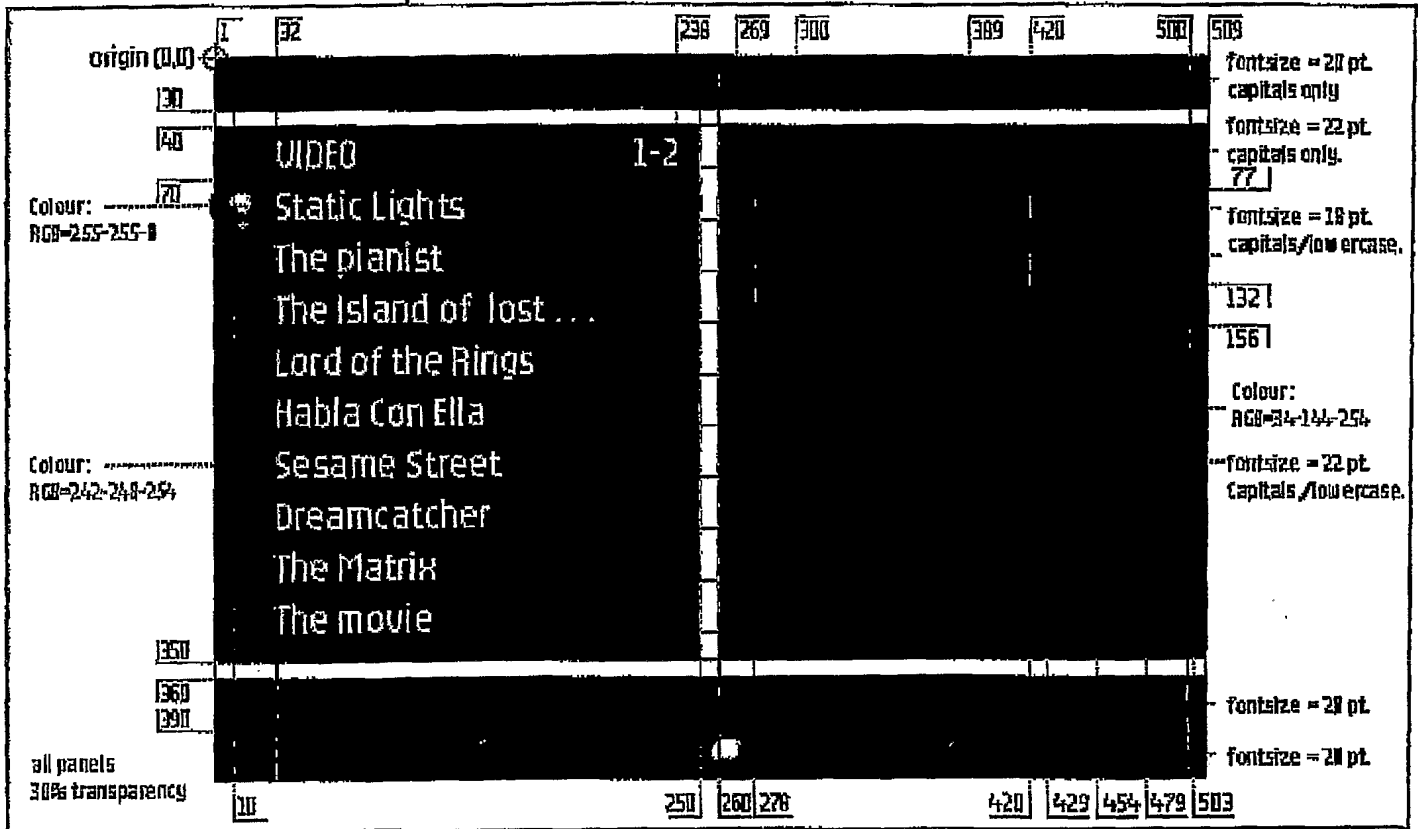 1 32 238 269 300 389 420 500 509
origin (0,0)
30
40
70
Colour:
RGB=255-255-0
VIDEO 1-2
Static Lights
The pianist
The Island of lost...
Lord of the Rings
Habla Con Ella
Sesame Street
Dreamcatcher
The Matrix
The movie
Colour:
RGB=242-248-254
350
360
390
all panels
30% transparency
fontsize = 20 pt.
capitals only
fontsize = 22 pt.
capitals only.
77
fontsize = 18 pt.
capitals/lowercase.
132
156
Colour:
RGB=34-144-254
fontsize = 22 pt.
Capitals/lowercase.
fontsize = 20 pt.
fontsize = 20 pt.
10 250 260 278 420 429 454 479 503